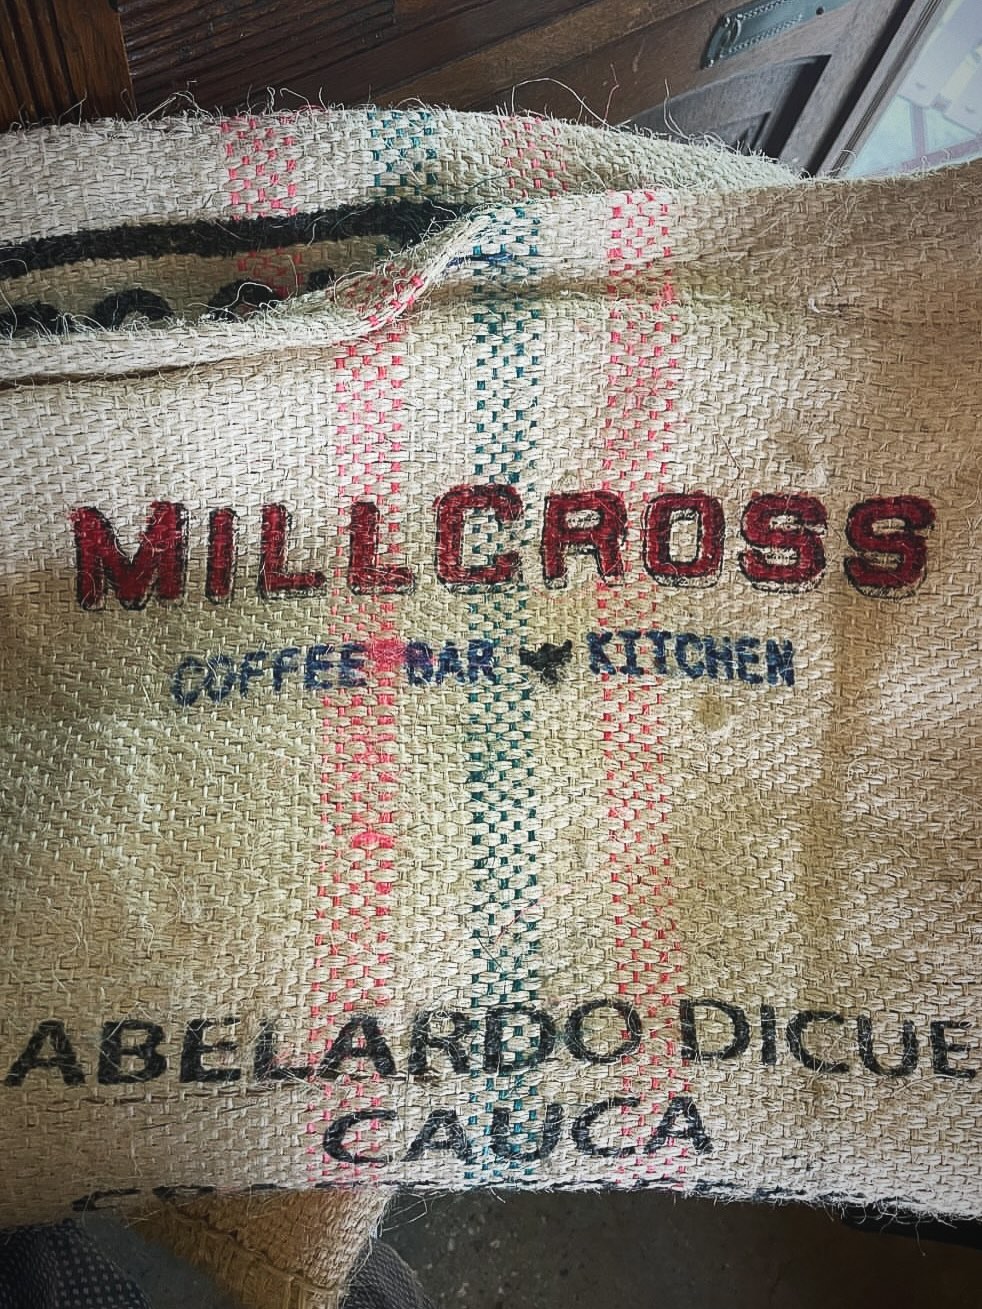 MILLCROSS
COFFEE BAR KITCHEN
ABELARDO DICUE
CAUCA